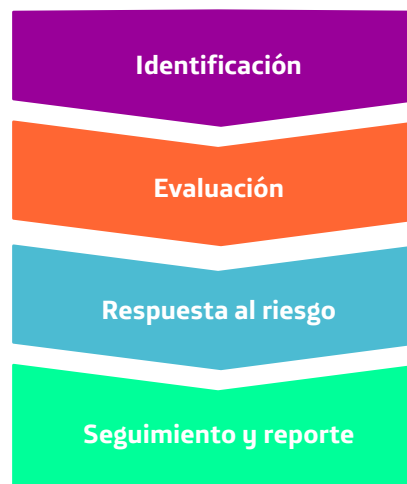 Identificación
Evaluación
Respuesta al riesgo
Seguimiento y reporte